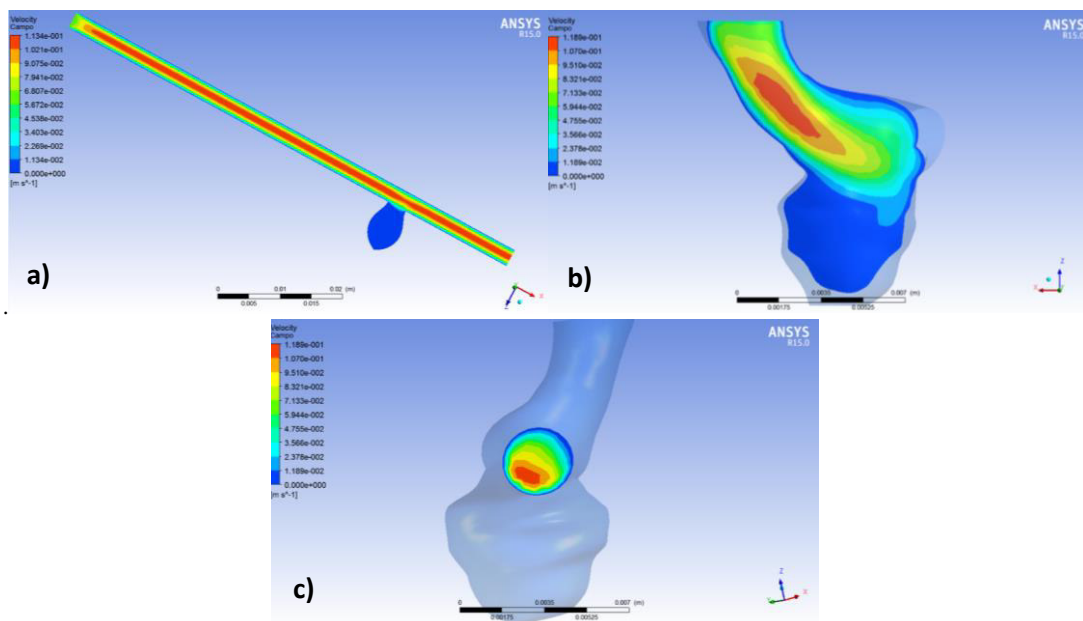 Velocity
Campo
1.134e-001
1.021e-001
9.075e-002
7.941e-002
6.806e-002
5.672e-002
4.538e-002
3.403e-002
2.269e-002
1.134e-002
0.000e+000
[m s^-1]
ANSYS
R15.0
a)
0
0.01
0.02
(m)
0.005
0.015
X
Z
Velocity
Campo
1.189e-001
1.070e-001
9.510e-002
8.321e-002
7.133e-002
5.944e-002
4.755e-002
3.566e-002
2.378e-002
1.189e-002
0.000e+000
[m s^-1]
ANSYS
R15.0
b)
0
0.0035
0.007
(m)
0.00175
0.00525
Z
X
Y
.
Velocity
Campo
1.189e-001
1.070e-001
9.510e-002
8.321e-002
7.133e-002
5.944e-002
4.755e-002
3.566e-002
2.378e-002
1.189e-002
0.000e+000
[m s^-1]
ANSYS
R15.0
c)
0
0.0035
0.007
(m)
0.00175
0.00525
Z
Y
X